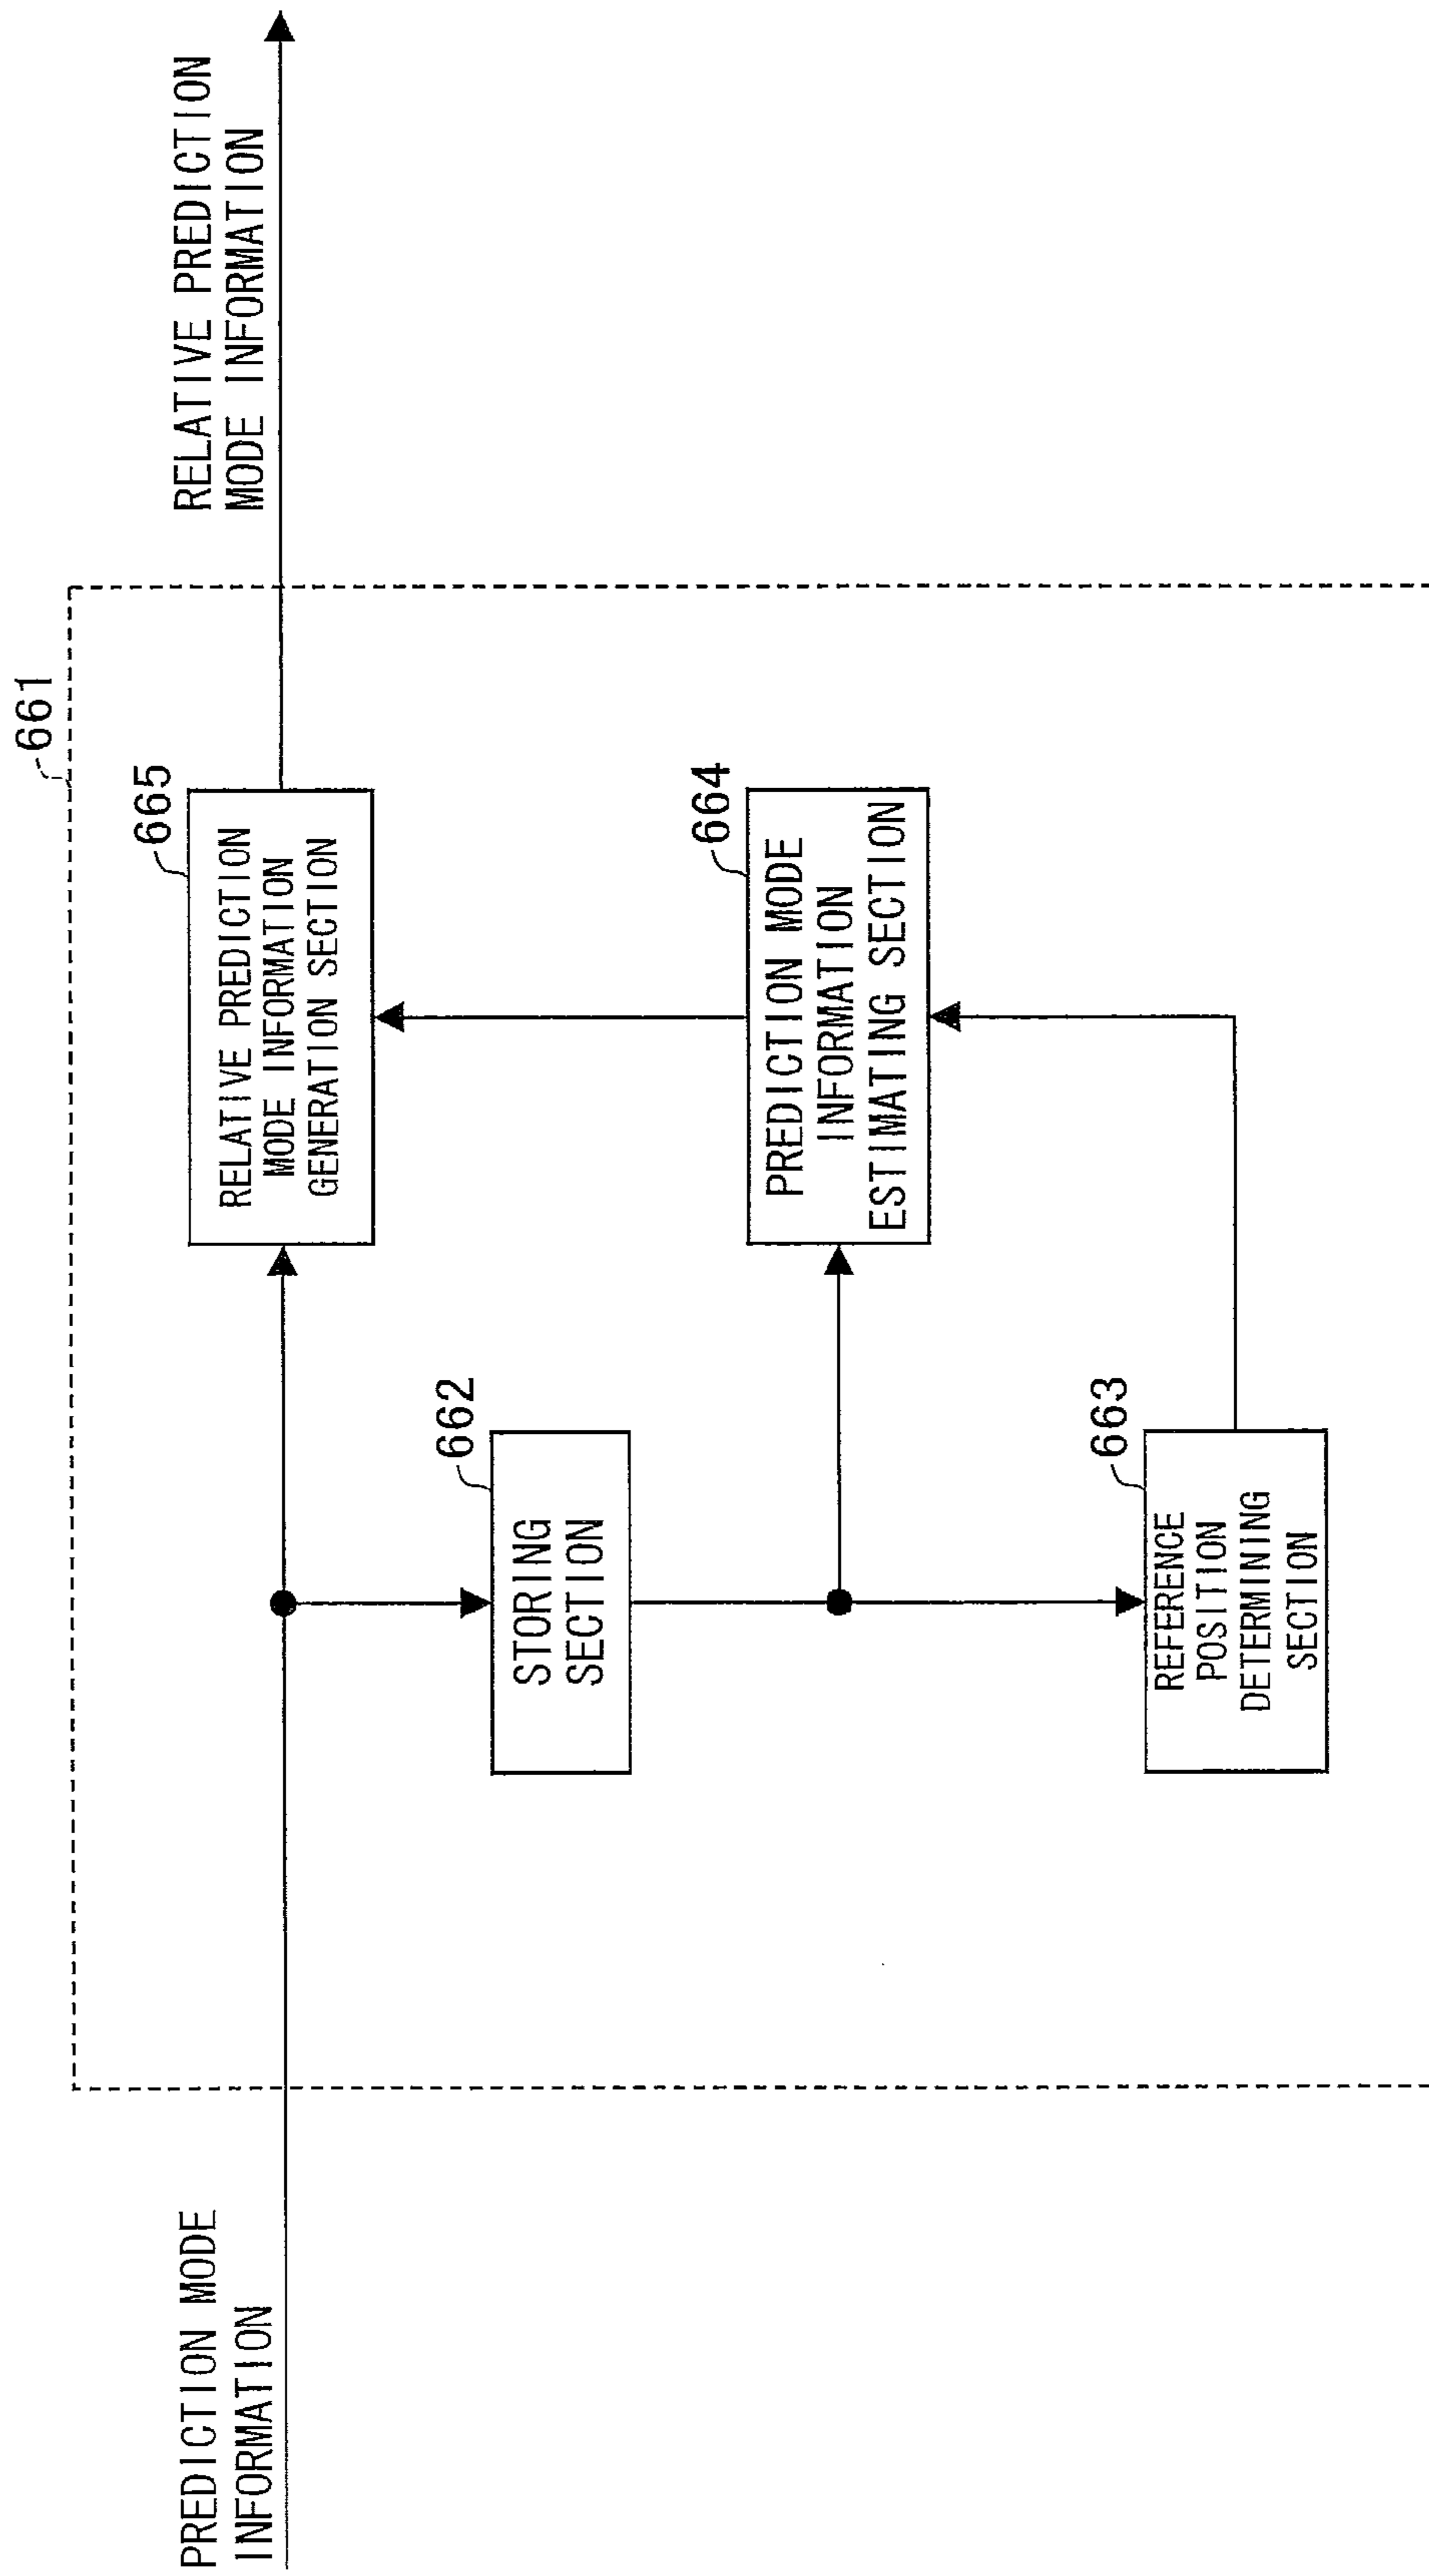 661
PREDICTION MODE
INFORMATION
RELATIVE PREDICTION
MODE INFORMATION
665
RELATIVE PREDICTION
MODE INFORMATION
GENERATION SECTION
662
STORING
SECTION
664
PREDICTION MODE
INFORMATION
ESTIMATING SECTION
663
REFERENCE
POSITION
DETERMINING
SECTION